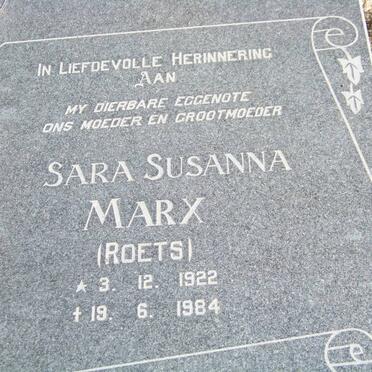 IN LIEFDEVOLLE HERINNERING
AAN
MY DIERBARE EGGENOTE
ONS MOEDER EN GROOTMOEDER
SARA SUSANNA
MARX
(ROETS)
* 3. 12. 1922
† 19. 6. 1984